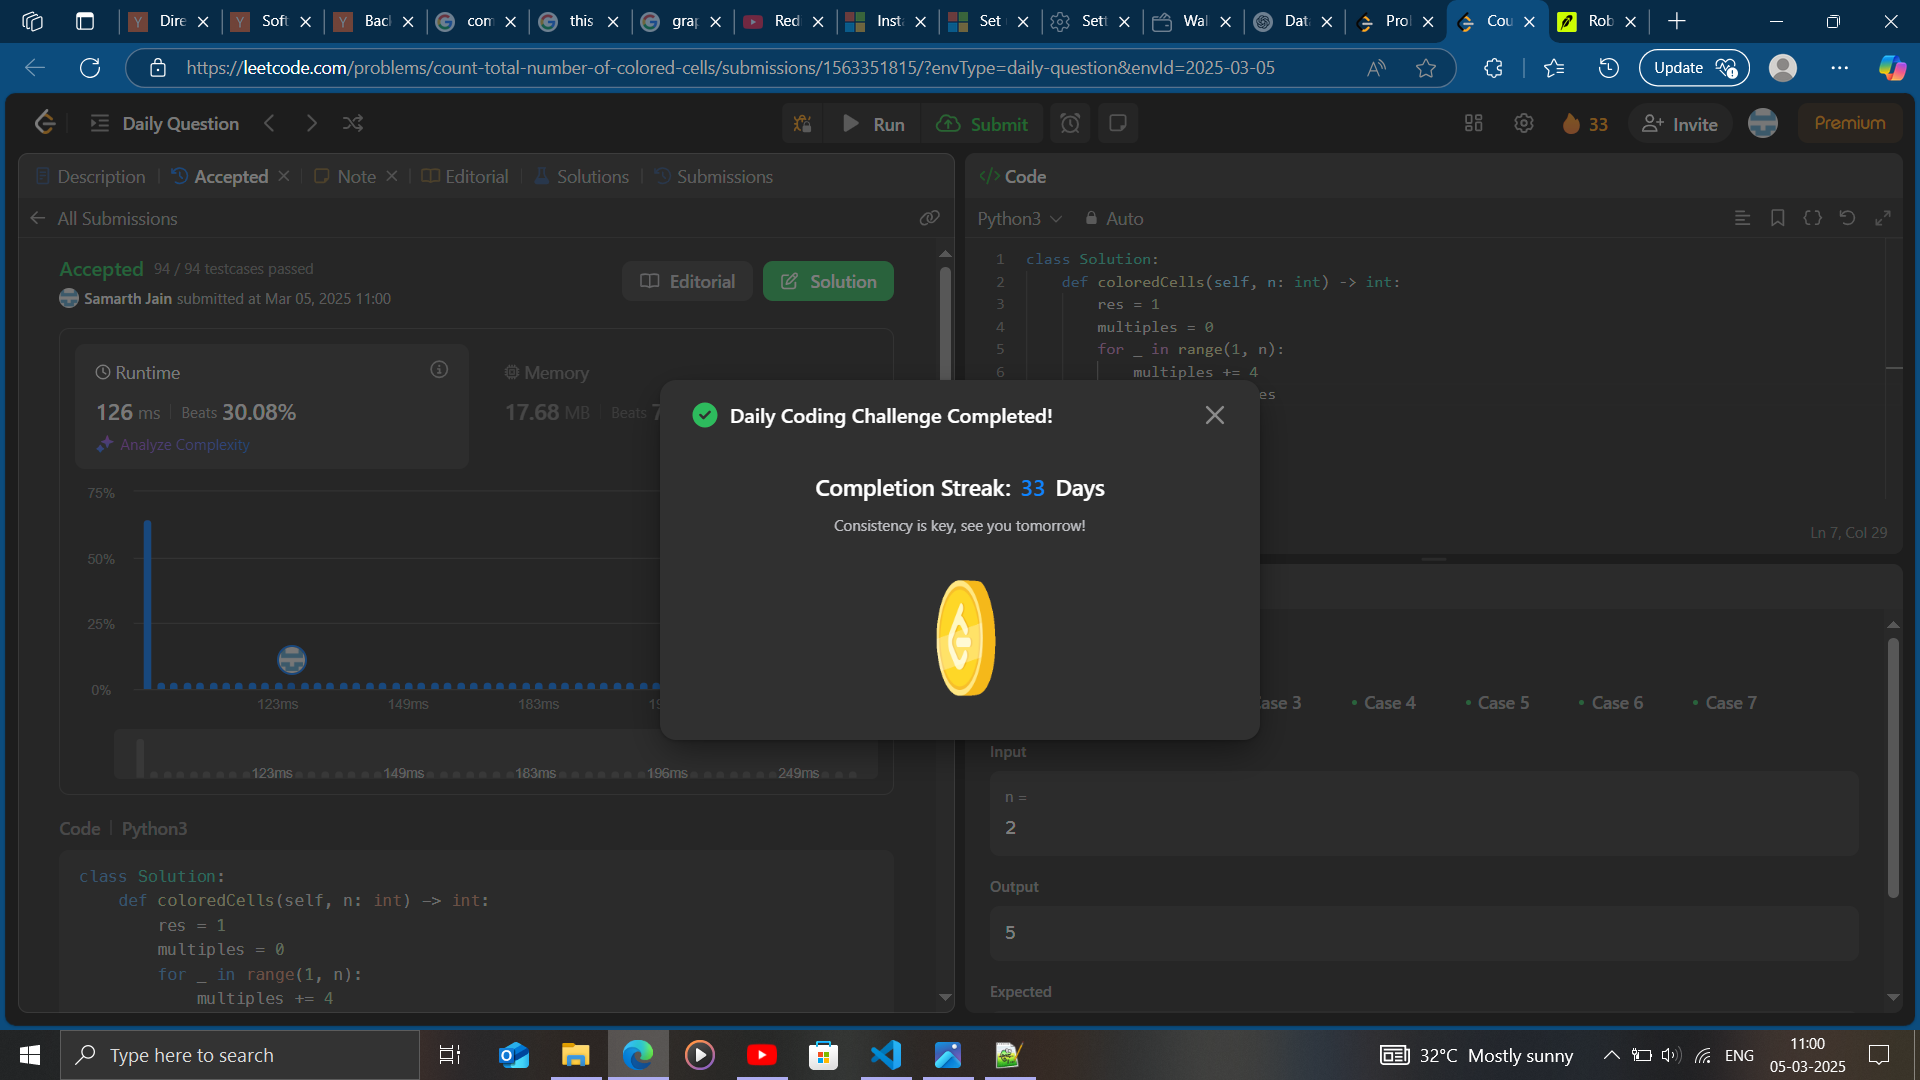 Dire
Soft
Bac
com
this
grap
Red
Inst
Set
Sett
Wal
Dat
Pro
Cou
Rob
https://leetcode.com/problems/count-total-number-of-colored-cells/submissions/1563351815/?envType=daily-question&envId=2025-03-05
Update
Daily Question
Run
Submit
33
Invite
Premium
Description
Accepted
Note
Editorial
Solutions
Submissions
All Submissions
Accepted 94 / 94 testcases passed
Samarth Jain submitted at Mar 05, 2025 11:00
Editorial
Solution
Runtime
126 ms Beats 30.08%
Analyze Complexity
Memory
17.68 MB Beats 7
75%
50%
25%
0%
123ms 149ms 183ms 19
123ms 149ms 183ms 196ms 249ms
Code Python3
class Solution:
def coloredCells(self, n: int) -> int:
res = 1
multiples = 0
for _ in range(1, n):
multiples += 4
Daily Coding Challenge Completed!
Completion Streak: 33 Days
Consistency is key, see you tomorrow!
</> Code
Python3
Auto
1 class Solution:
2 def coloredCells(self, n: int) -> int:
3 res = 1
4 multiples = 0
5 for _ in range(1, n):
6 multiples += 4
es
Ln 7, Col 29
ase 3
Case 4
Case 5
Case 6
Case 7
Input
n =
2
Output
5
Expected
Type here to search
32°C Mostly sunny
ENG
11:00
05-03-2025